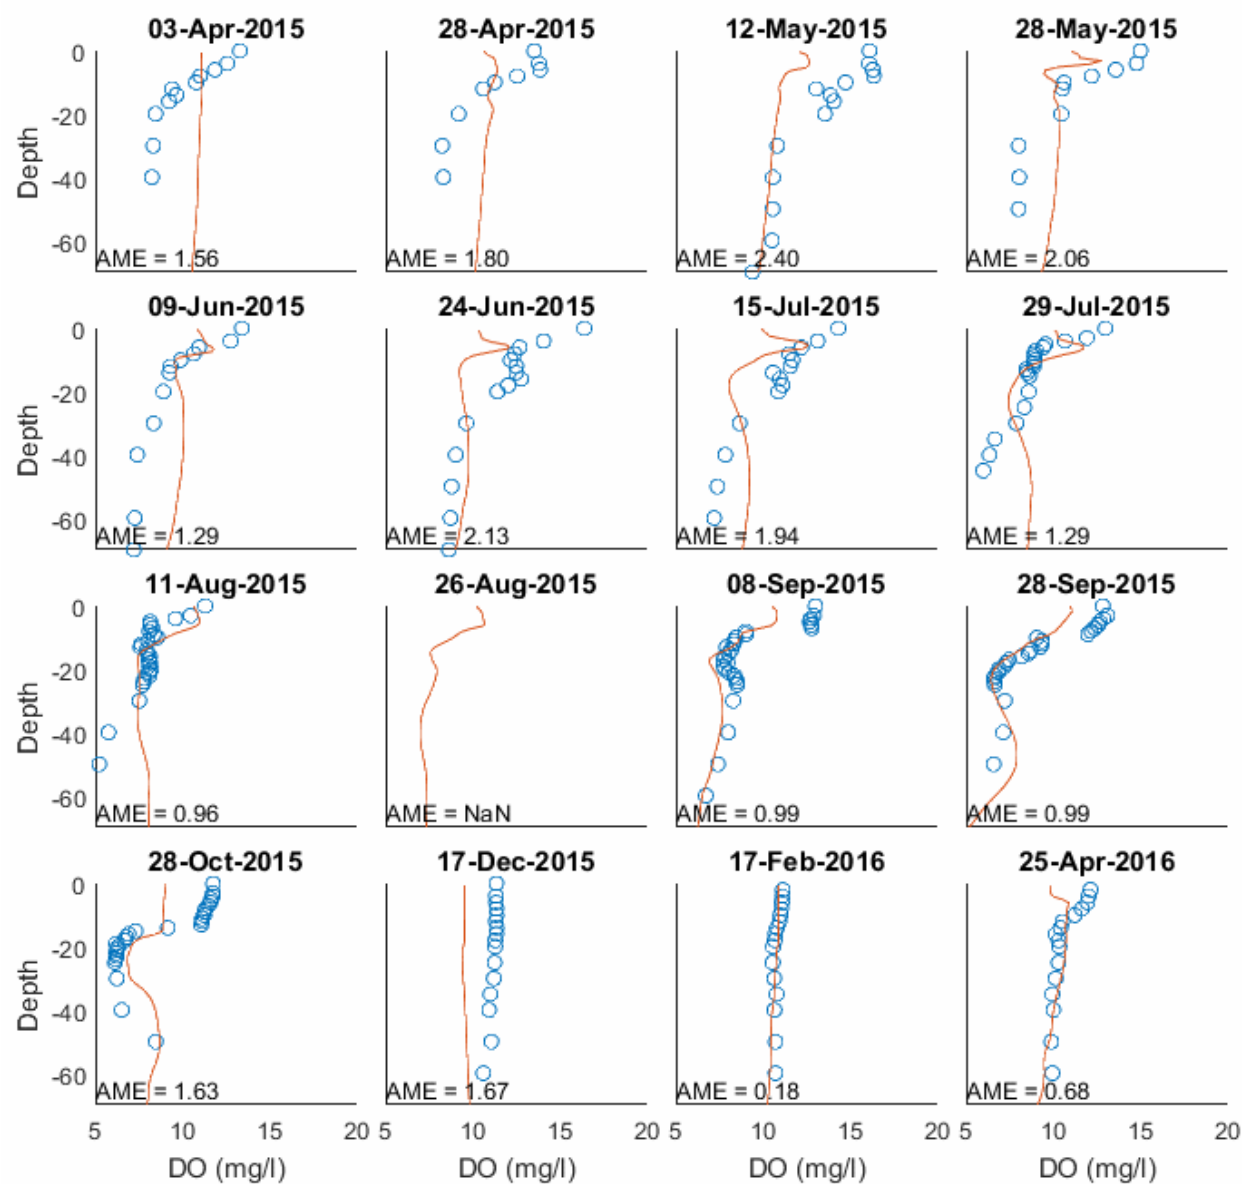 03-Apr-2015 28-Apr-2015 12-May-2015 28-May-2015
0
-20
-40
-60
Depth
AME = 1.56 AME = 1.80 AME = 2.40 AME = 2.06
09-Jun-2015 24-Jun-2015 15-Jul-2015 29-Jul-2015
0
-20
-40
-60
Depth
AME = 1.29 AME = 2.13 AME = 1.94 AME = 1.29
11-Aug-2015 26-Aug-2015 08-Sep-2015 28-Sep-2015
0
-20
-40
-60
Depth
AME = 0.96 AME = NaN AME = 0.99 AME = 0.99
28-Oct-2015 17-Dec-2015 17-Feb-2016 25-Apr-2016
0
-20
-40
-60
Depth
AME = 1.63 AME = 1.67 AME = 0.18 AME = 0.68
5 10 15 20 5 10 15 20 5 10 15 20 5 10 15 20
DO (mg/l) DO (mg/l) DO (mg/l) DO (mg/l)